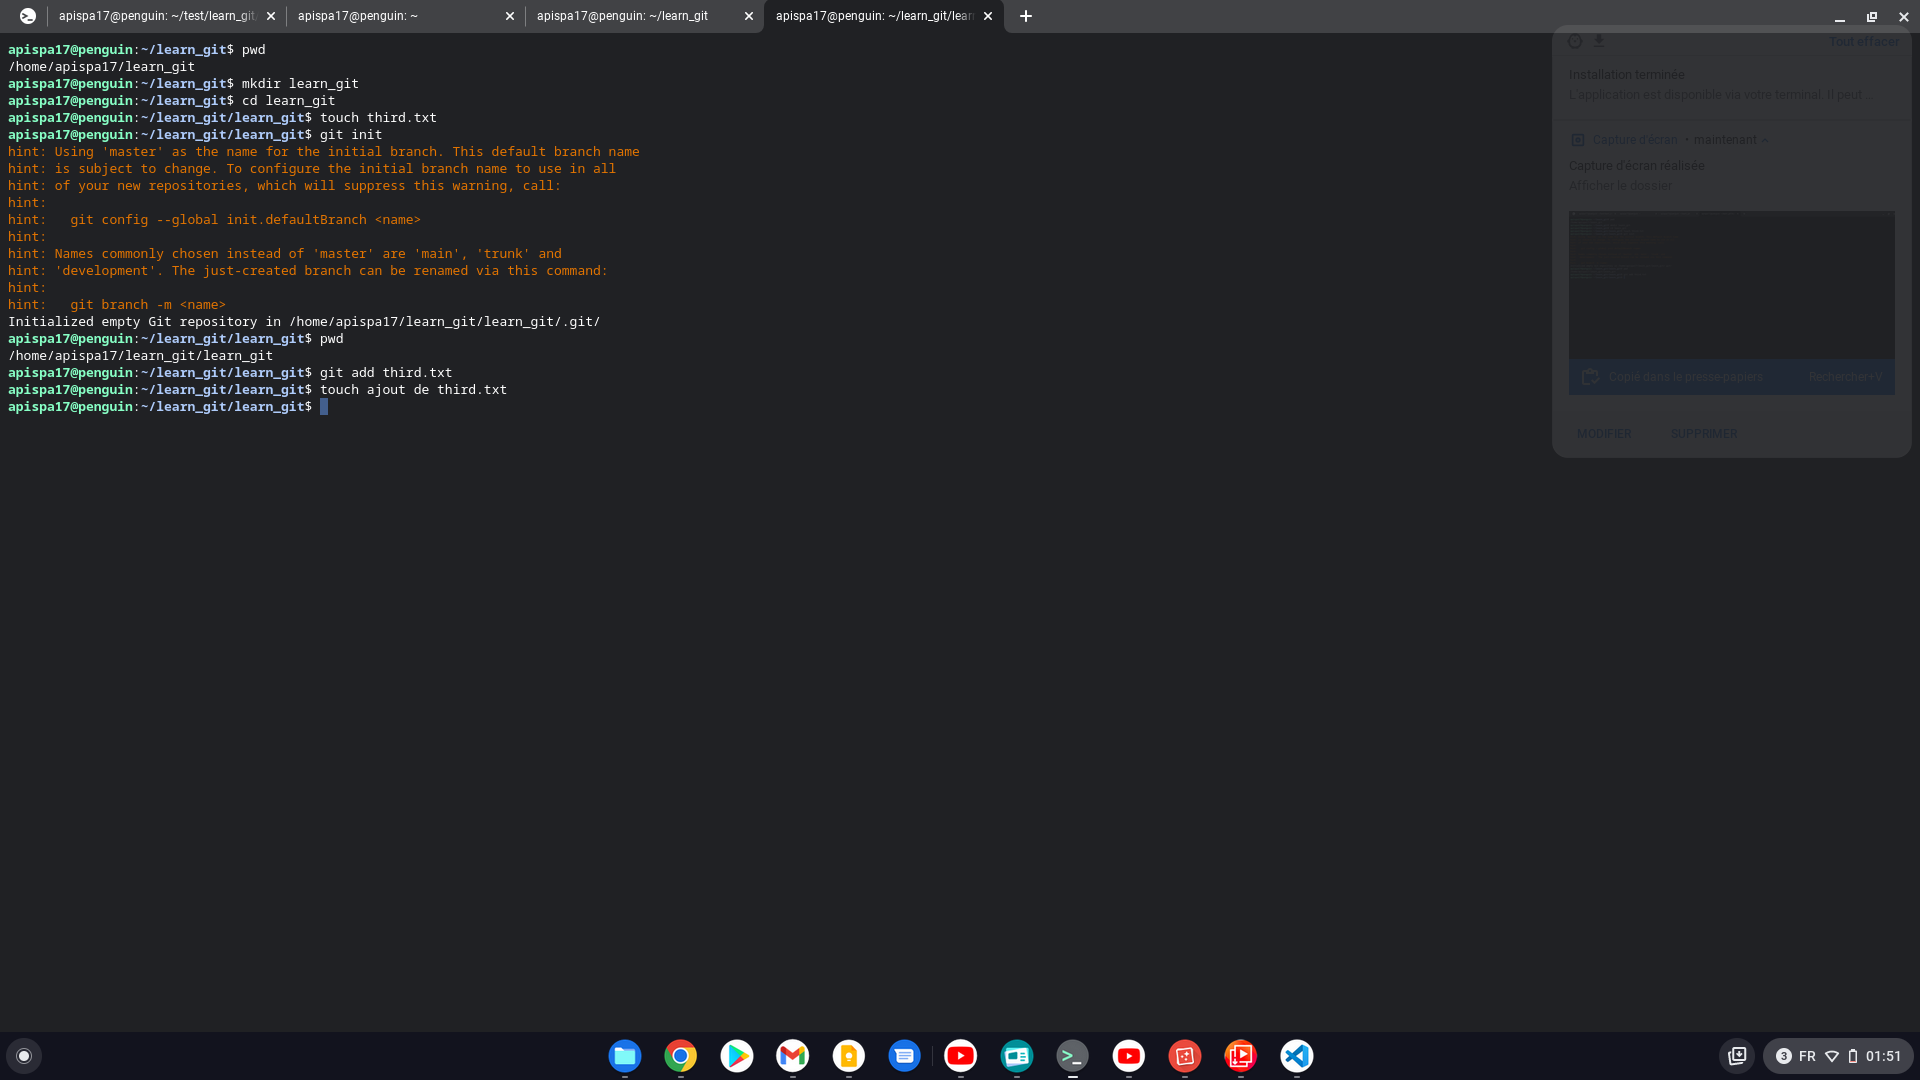 apispa17@penguin: ~/test/learn_git/
apispa17@penguin: ~
apispa17@penguin: ~/learn_git
apispa17@penguin: ~/learn_git/lear
apispa17@penguin:~/learn_git$ pwd
/home/apispa17/learn_git
apispa17@penguin:~/learn_git$ mkdir learn_git
apispa17@penguin:~/learn_git$ cd learn_git
apispa17@penguin:~/learn_git/learn_git$ touch third.txt
apispa17@penguin:~/learn_git/learn_git$ git init
hint: Using 'master' as the name for the initial branch. This default branch name
hint: is subject to change. To configure the initial branch name to use in all
hint: of your new repositories, which will suppress this warning, call:
hint:
hint:   git config --global init.defaultBranch <name>
hint:
hint: Names commonly chosen instead of 'master' are 'main', 'trunk' and
hint: 'development'. The just-created branch can be renamed via this command:
hint:
hint:   git branch -m <name>
Initialized empty Git repository in /home/apispa17/learn_git/learn_git/.git/
apispa17@penguin:~/learn_git/learn_git$ pwd
/home/apispa17/learn_git/learn_git
apispa17@penguin:~/learn_git/learn_git$ git add third.txt
apispa17@penguin:~/learn_git/learn_git$ touch ajout de third.txt
apispa17@penguin:~/learn_git/learn_git$
Tout effacer
Installation terminée
L'application est disponible via votre terminal. Il peut...
Capture d'écran • maintenant
Capture d'écran réalisée
Afficher le dossier
Copié dans le presse-papiers Rechercher+V
MODIFIER SUPPRIMER
3 FR 01:51